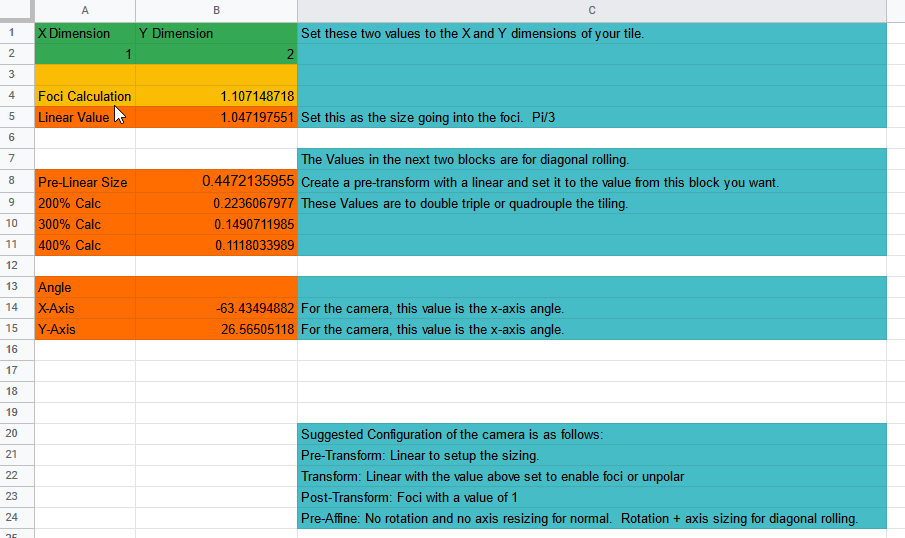 A B C
1 X Dimension Y Dimension Set these two values to the X and Y dimensions of your tile.
2 1 2
3
4 Foci Calculation 1.107148718
5 Linear Value 1.047197551 Set this as the size going into the foci. Pi/3
6
7 The Values in the next two blocks are for diagonal rolling.
8 Pre-Linear Size 0.4472135955 Create a pre-transform with a linear and set it to the value from this block you want.
9 200% Calc 0.2236067977 These Values are to double triple or quadrouple the tiling.
10 300% Calc 0.1490711985
11 400% Calc 0.1118033989
12
13 Angle
14 X-Axis -63.43494882 For the camera, this value is the x-axis angle.
15 Y-Axis 26.56505118 For the camera, this value is the x-axis angle.
16
17
18
19
20 Suggested Configuration of the camera is as follows:
21 Pre-Transform: Linear to setup the sizing.
22 Transform: Linear with the value above set to enable foci or unpolar
23 Post-Transform: Foci with a value of 1
24 Pre-Affine: No rotation and no axis resizing for normal. Rotation + axis sizing for diagonal rolling.
25